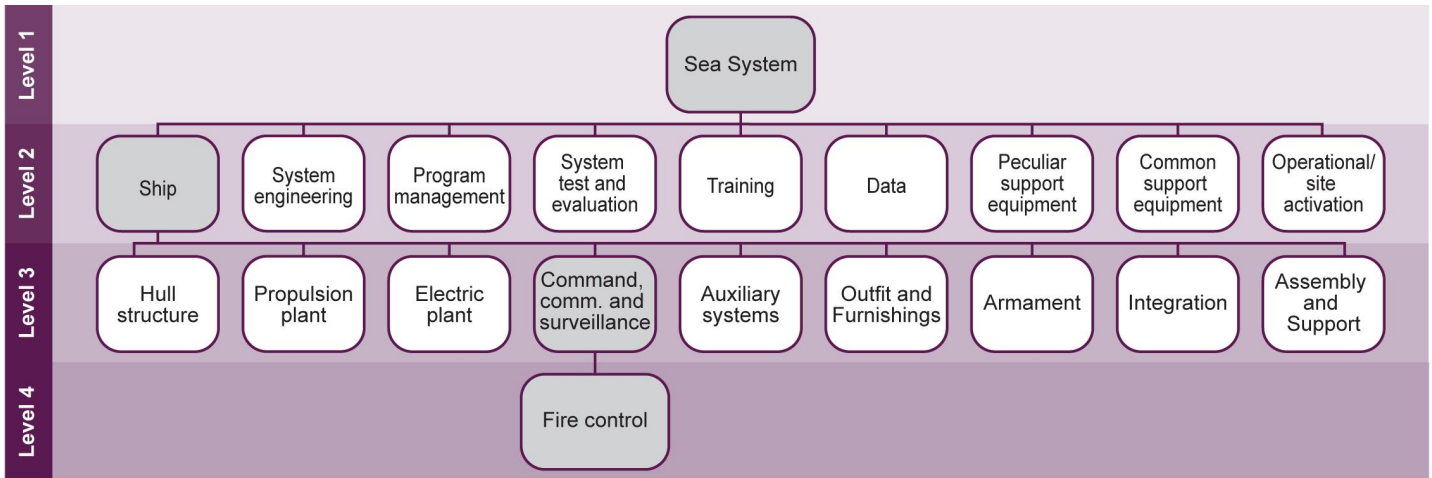 Level 1
Sea System
Level 2
Ship
System
engineering
Program
management
System
test and
evaluation
Training
Data
Peculiar
support
equipment
Common
support
equipment
Operational/
site
activation
Level 3
Hull
structure
Propulsion
plant
Electric
plant
Command,
comm. and
surveillance
Auxiliary
systems
Outfit and
Furnishings
Armament
Integration
Assembly
and
Support
Level 4
Fire control